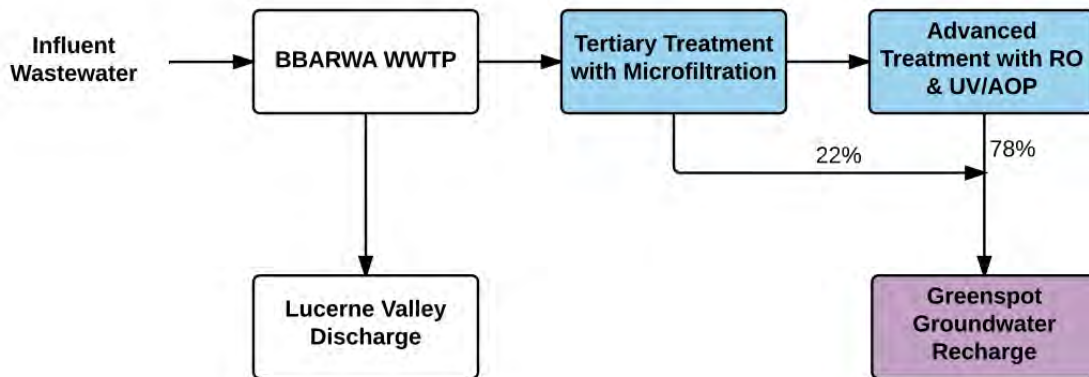 Influent
Wastewater
BBARWA WWTP
Tertiary Treatment
with Microfiltration
Advanced
Treatment with RO
& UV/AOP
22%
78%
Lucerne Valley
Discharge
Greenspot
Groundwater
Recharge